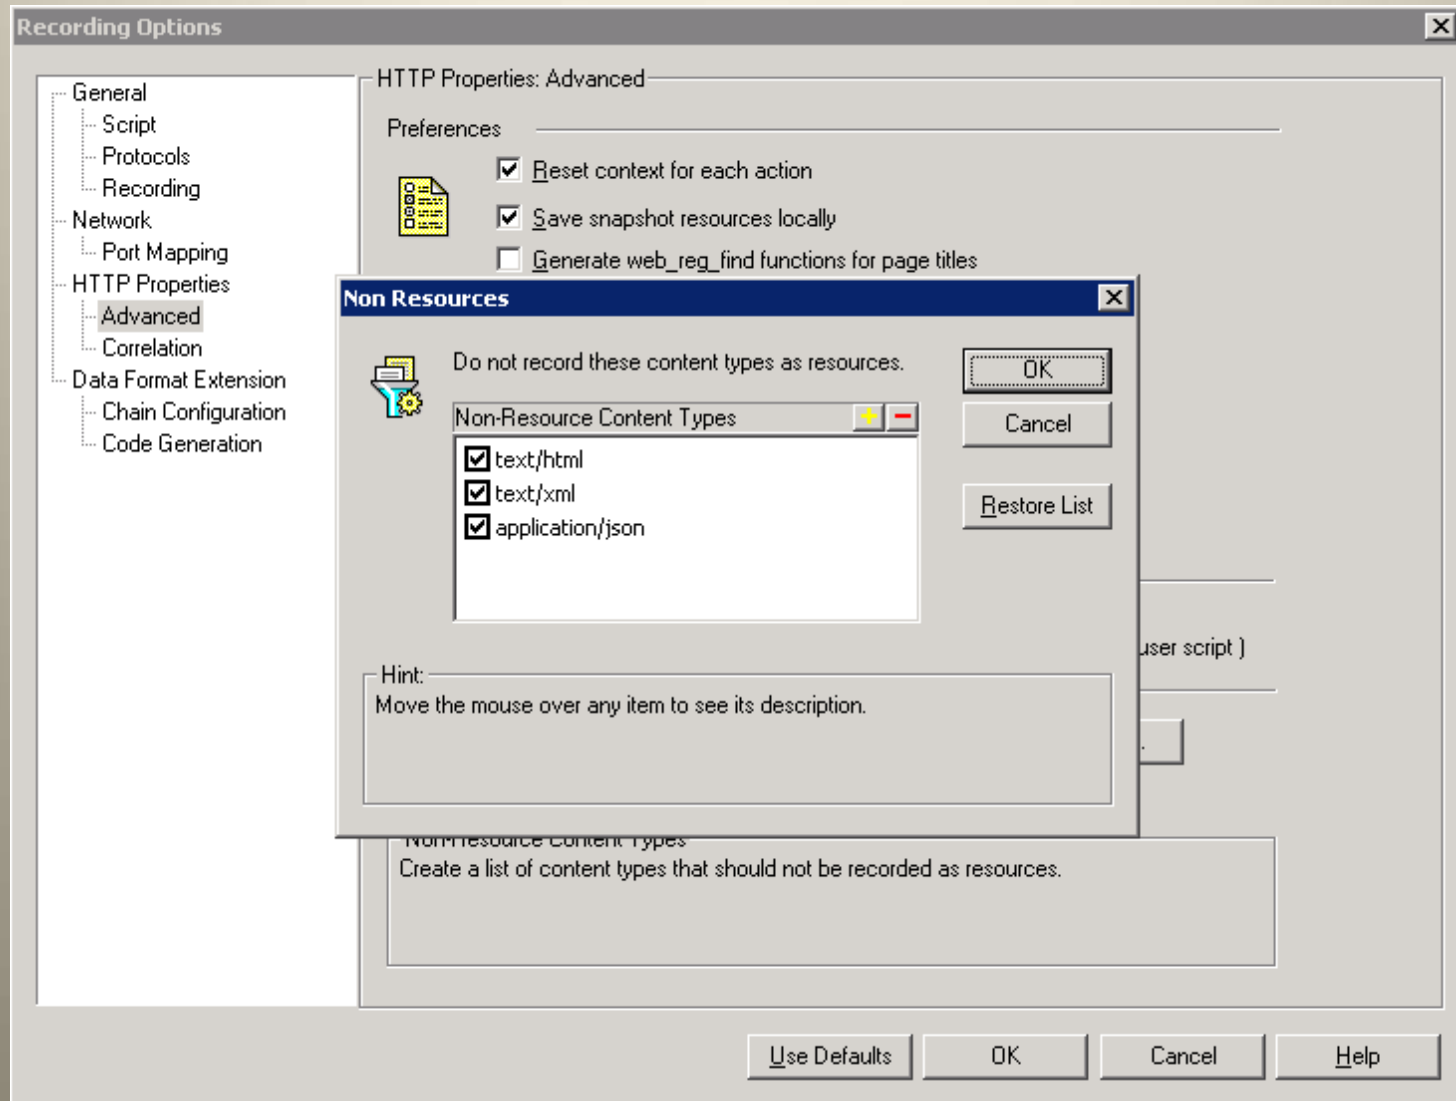 Recording Options
General
Script
Protocols
Recording
Network
Port Mapping
HTTP Properties
Advanced
Correlation
Data Format Extension
Chain Configuration
Code Generation
HTTP Properties: Advanced
Preferences
Reset context for each action
Save snapshot resources locally
Generate web_reg_find functions for page titles
Non Resources
Do not record these content types as resources.
Non-Resource Content Types
text/html
text/xml
application/json
OK
Cancel
Restore List
Hint:
Move the mouse over any item to see its description.
user script )
.
Non-Resource Content Types
Create a list of content types that should not be recorded as resources.
Use Defaults
OK
Cancel
Help